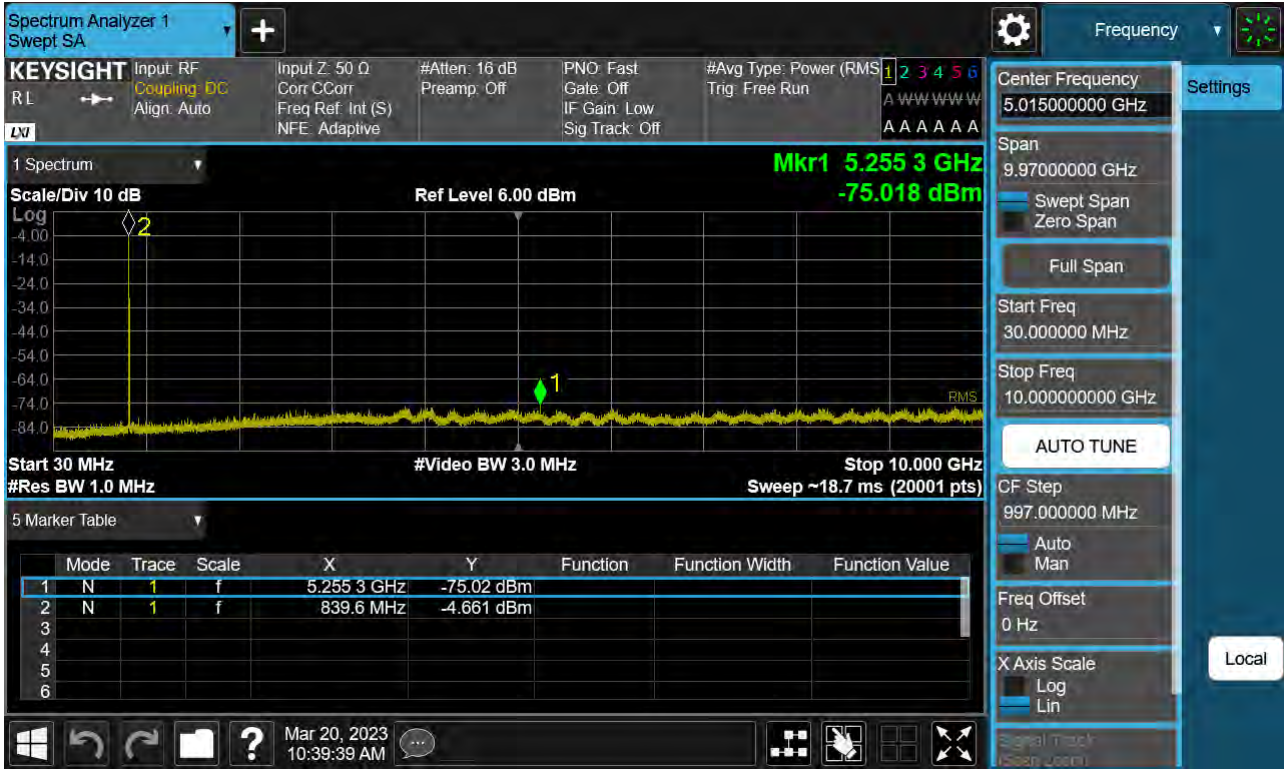 Spectrum Analyzer 1
Swept SA
+
Frequency
KEYSIGHT
RL
LXI
Input: RF
Coupling: DC
Align: Auto
Input Z: 50 Ω
Corr CCorr
Freq Ref: Int (S)
NFE: Adaptive
#Atten: 16 dB
Preamp: Off
PNO: Fast
Gate: Off
IF Gain: Low
Sig Track: Off
#Avg Type: Power (RMS
Trig: Free Run
1 2 3 4 5 6
A W W W W W
A A A A A A
Center Frequency
5.015000000 GHz
Settings
1 Spectrum
Mkr1 5.255 3 GHz
-75.018 dBm
Scale/Div 10 dB
Ref Level 6.00 dBm
Log
-4.00
-14.0
-24.0
-34.0
-44.0
-54.0
-64.0
-74.0
-84.0
2
1
RMS
Start 30 MHz
#Video BW 3.0 MHz
Stop 10.000 GHz
#Res BW 1.0 MHz
Sweep ~18.7 ms (20001 pts)
Span
9.97000000 GHz
Swept Span
Zero Span
Full Span
Start Freq
30.000000 MHz
Stop Freq
10.000000000 GHz
AUTO TUNE
CF Step
997.000000 MHz
Auto
Man
Freq Offset
0 Hz
X Axis Scale
Log
Lin
Signal Track
(Span Zoom)
Local
5 Marker Table
Mode Trace Scale X Y Function Function Width Function Value
1 N 1 f 5.255 3 GHz -75.02 dBm
2 N 1 f 839.6 MHz -4.661 dBm
3
4
5
6
?
Mar 20, 2023
10:39:39 AM